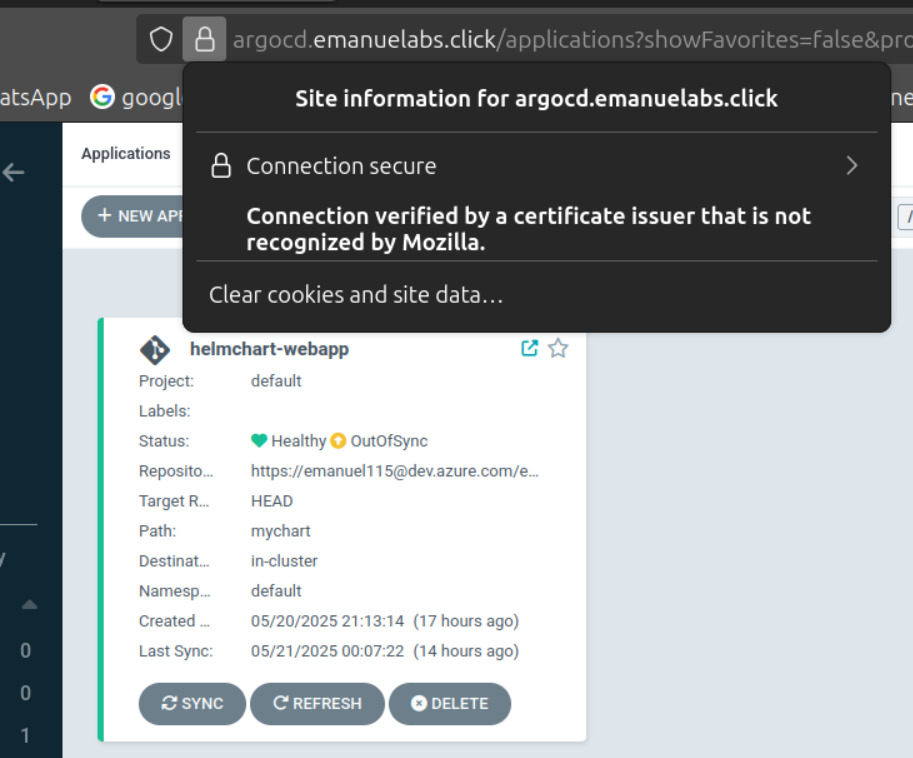 argocd.emanuelabs.click/applications?showFavorites=false&pro
atsApp googl
Site information for argocd.emanuelabs.click
Connection secure
Connection verified by a certificate issuer that is not
recognized by Mozilla.
Clear cookies and site data…
ne
Applications
+ NEW APP
/
helmchart-webapp
Project: default
Labels:
Status: Healthy OutOfSync
Reposito... https://emanuel115@dev.azure.com/e...
Target R... HEAD
Path: mychart
Destinat... in-cluster
Namesp... default
Created ... 05/20/2025 21:13:14 (17 hours ago)
Last Sync: 05/21/2025 00:07:22 (14 hours ago)
SYNC REFRESH DELETE
y
0
0
1